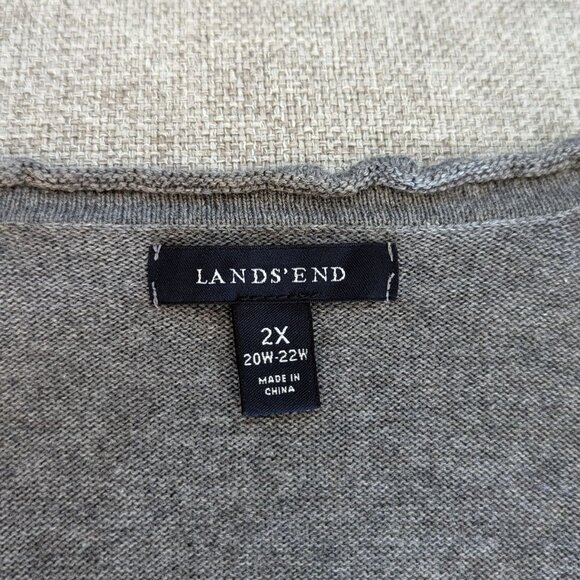 LANDS'END
2X
20W-22W
MADE IN
CHINA